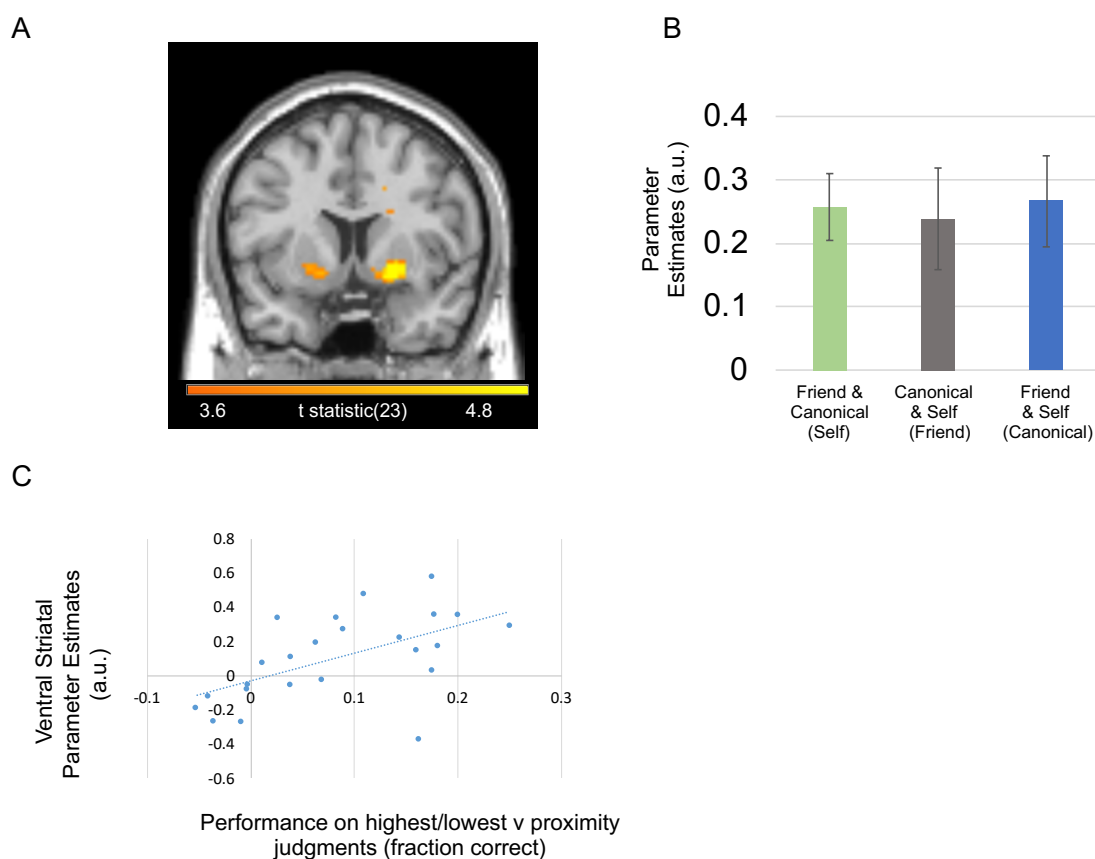 A
3.6 t statistic(23) 4.8
B
Parameter
Estimates (a.u.)
0.4
0.3
0.2
0.1
0
Friend &
Canonical
(Self)
Canonical
& Self
(Friend)
Friend
& Self
(Canonical)
C
Ventral Striatal
Parameter Estimates
(a.u.)
0.8
0.6
0.4
0.2
0
-0.2
-0.4
-0.6
-0.1 0 0.1 0.2 0.3
Performance on highest/lowest v proximity
judgments (fraction correct)